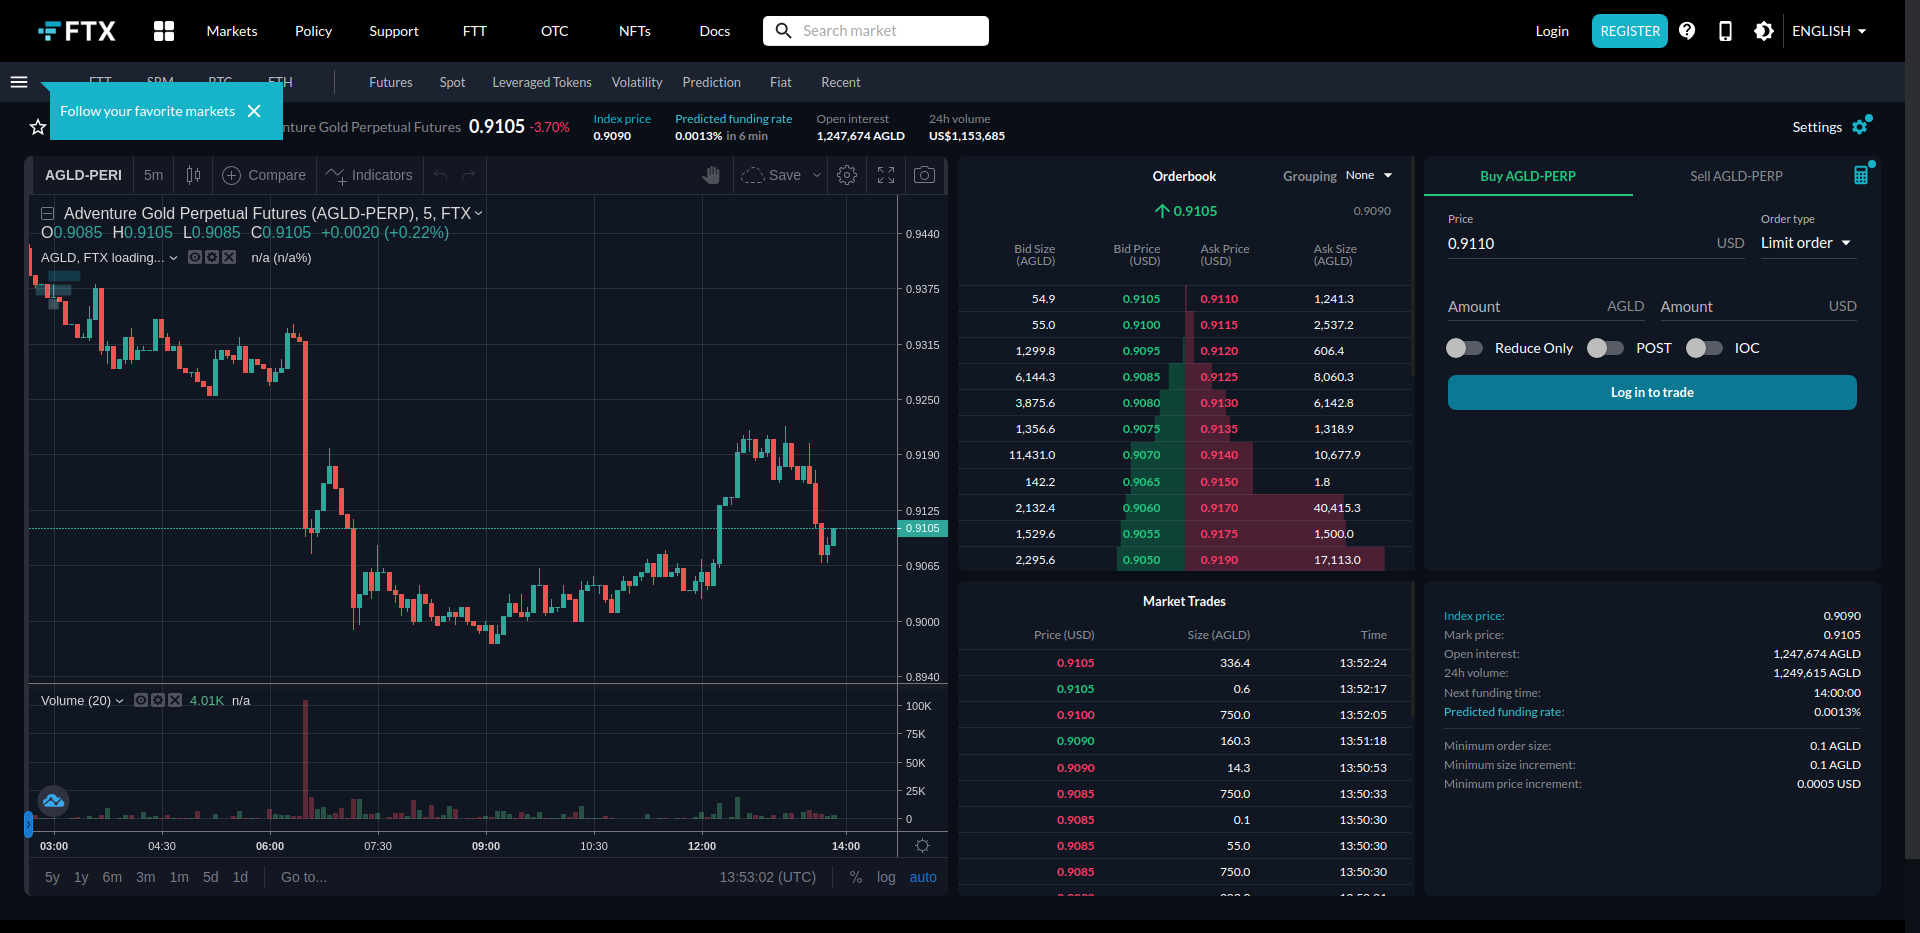 FTX
Markets Policy Support FTT OTC NFTs Docs Search market Login REGISTER ENGLISH
FTT SRM BTC ETH Futures Spot Leveraged Tokens Volatility Prediction Fiat Recent
Follow your favorite markets
nture Gold Perpetual Futures 0.9105 -3.70%
Index price
0.9090
Predicted funding rate
0.0013% in 6 min
Open interest
1,247,674 AGLD
24h volume
US$1,153,685
Settings
AGLD-PERI 5m Compare Indicators Save
Adventure Gold Perpetual Futures (AGLD-PERP), 5, FTX
O0.9085 H0.9105 L0.9085 C0.9105 +0.0020 (+0.22%)
AGLD, FTX loading... n/a (n/a%)
0.9440
0.9375
0.9315
0.9250
0.9190
0.9125
0.9105
0.9065
0.9000
0.8940
Volume (20) 4.01K n/a
100K
75K
50K
25K
0
03:00 04:30 06:00 07:30 09:00 10:30 12:00 14:00
5y 1y 6m 3m 1m 5d 1d Go to... 13:53:02 (UTC) % log auto
Orderbook Grouping None
0.9105 0.9090
Bid Size (AGLD) Bid Price (USD) Ask Price (USD) Ask Size (AGLD)
54.9 0.9105 0.9110 1,241.3
55.0 0.9100 0.9115 2,537.2
1,299.8 0.9095 0.9120 606.4
6,144.3 0.9085 0.9125 8,060.3
3,875.6 0.9080 0.9130 6,142.8
1,356.6 0.9075 0.9135 1,318.9
11,431.0 0.9070 0.9140 10,677.9
142.2 0.9065 0.9150 1.8
2,132.4 0.9060 0.9170 40,415.3
1,529.6 0.9055 0.9175 1,500.0
2,295.6 0.9050 0.9190 17,113.0
Market Trades
Price (USD) Size (AGLD) Time
0.9105 336.4 13:52:24
0.9105 0.6 13:52:17
0.9100 750.0 13:52:05
0.9090 160.3 13:51:18
0.9090 14.3 13:50:53
0.9085 750.0 13:50:33
0.9085 0.1 13:50:30
0.9085 55.0 13:50:30
0.9085 750.0 13:50:30
Buy AGLD-PERP Sell AGLD-PERP
Price Order type
0.9110 USD Limit order
Amount AGLD Amount USD
Reduce Only POST IOC
Log in to trade
Index price: 0.9090
Mark price: 0.9105
Open interest: 1,247,674 AGLD
24h volume: 1,249,615 AGLD
Next funding time: 14:00:00
Predicted funding rate: 0.0013%
Minimum order size: 0.1 AGLD
Minimum size increment: 0.1 AGLD
Minimum price increment: 0.0005 USD